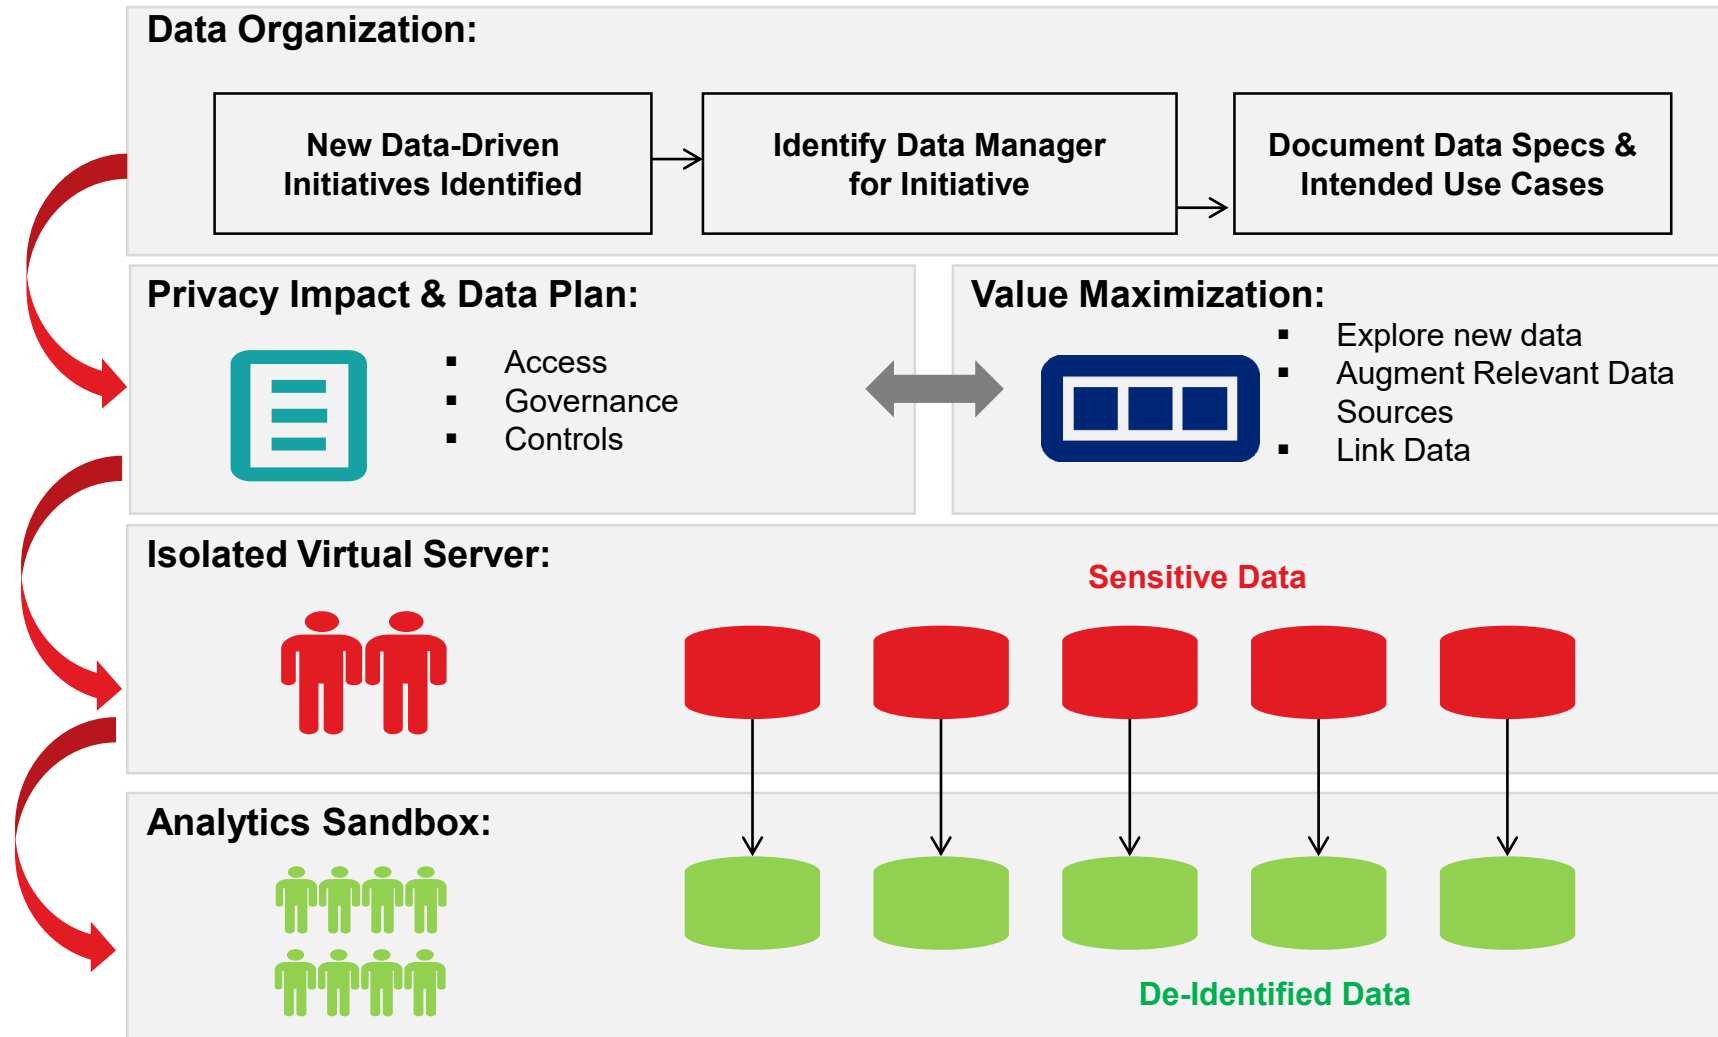 Data Organization:
New Data-Driven
Initiatives Identified
Identify Data Manager
for Initiative
Document Data Specs &
Intended Use Cases
Privacy Impact & Data Plan:
▪ Access
▪ Governance
▪ Controls
Value Maximization:
▪ Explore new data
▪ Augment Relevant Data
Sources
▪ Link Data
Isolated Virtual Server:
Sensitive Data
Analytics Sandbox:
De-Identified Data